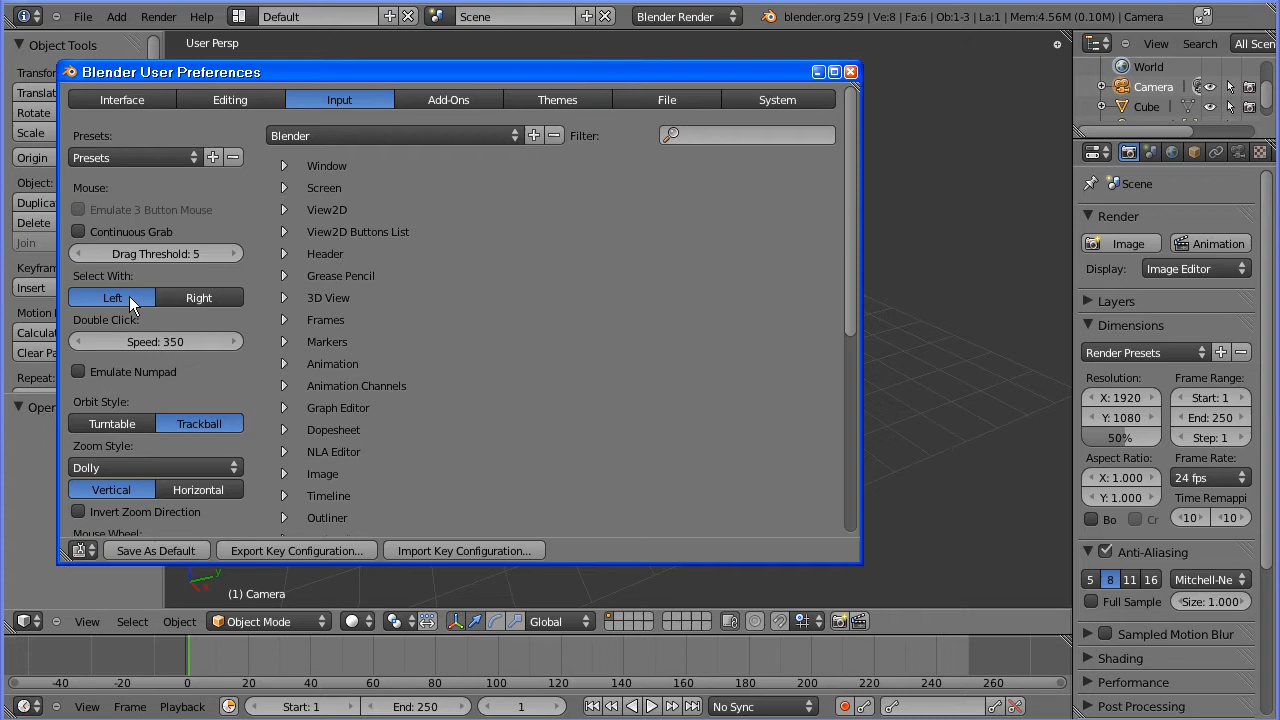 File Add Render Help Default Scene Blender Render blender.org 259 | Ve:8 | Fa:6 | Ob:1-3 | La:1 | Mem:4.56M (0.10M) | Camera
Object Tools
User Persp
View Search All Scen
World
Camera
Cube
Blender User Preferences
Interface Editing Input Add-Ons Themes File System
Presets: Blender Filter:
Presets
Mouse:
Emulate 3 Button Mouse
Continuous Grab
Drag Threshold: 5
Select With:
Left Right
Double Click:
Speed: 350
Emulate Numpad
Orbit Style:
Turntable Trackball
Zoom Style:
Dolly
Vertical Horizontal
Invert Zoom Direction
Mouse Wheel:
Window
Screen
View2D
View2D Buttons List
Header
Grease Pencil
3D View
Frames
Markers
Animation
Animation Channels
Graph Editor
Dopesheet
NLA Editor
Image
Timeline
Outliner
Save As Default Export Key Configuration... Import Key Configuration...
Transfor
Translat
Rotate
Scale
Origin
Object:
Duplica
Delete
Join
Keyfram
Insert
Motion
Calculat
Clear Pa
Repeat:
Oper
Scene
Render
Image Animation
Display: Image Editor
Layers
Dimensions
Render Presets
Resolution: Frame Range:
X: 1920 Start: 1
Y: 1080 End: 250
50% Step: 1
Aspect Ratio: Frame Rate:
X: 1.000 24 fps
Y: 1.000 Time Remappi
Bo Cr 10 10
Anti-Aliasing
5 8 11 16 Mitchell-Ne
Full Sample Size: 1.000
Sampled Motion Blur
Shading
Performance
Post Processing
y
x
(1) Camera
View Select Object Object Mode Global
-40 -20 0 20 40 60 80 100 120 140 160 180 200 220 240 260
View Frame Playback Start: 1 End: 250 1 No Sync